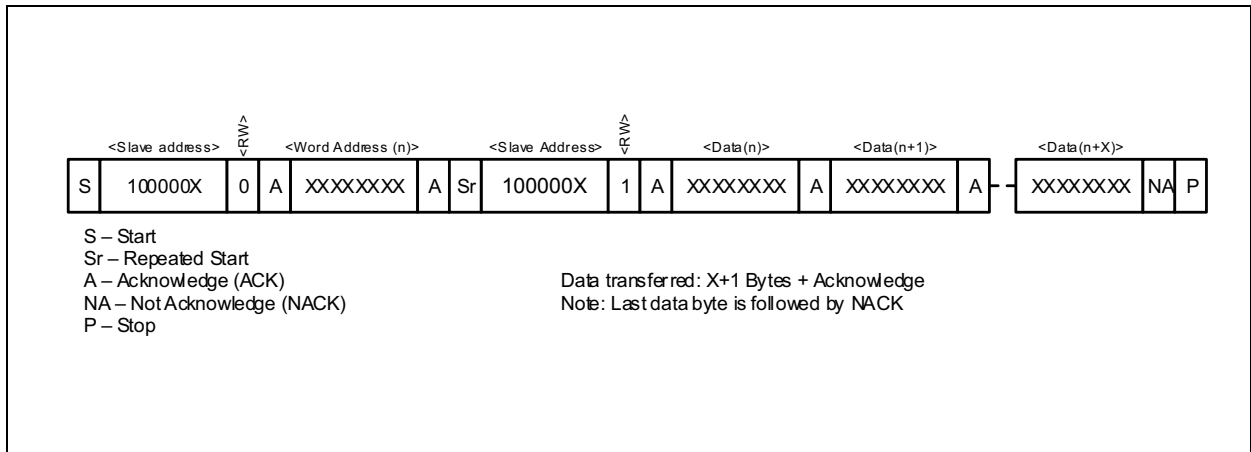 <Slave address> <RW> <Word Address (n)> <Slave Address> <RW> <Data(n)> <Data(n+1)> <Data(n+X)>
S 100000X 0 A XXXXXXXX A Sr 100000X 1 A XXXXXXXX A XXXXXXXX A XXXXXXXX NA P
S – Start
Sr – Repeated Start
A – Acknowledge (ACK)
NA – Not Acknowledge (NACK)
P – Stop
Data transferred: X+1 Bytes + Acknowledge
Note: Last data byte is followed by NACK